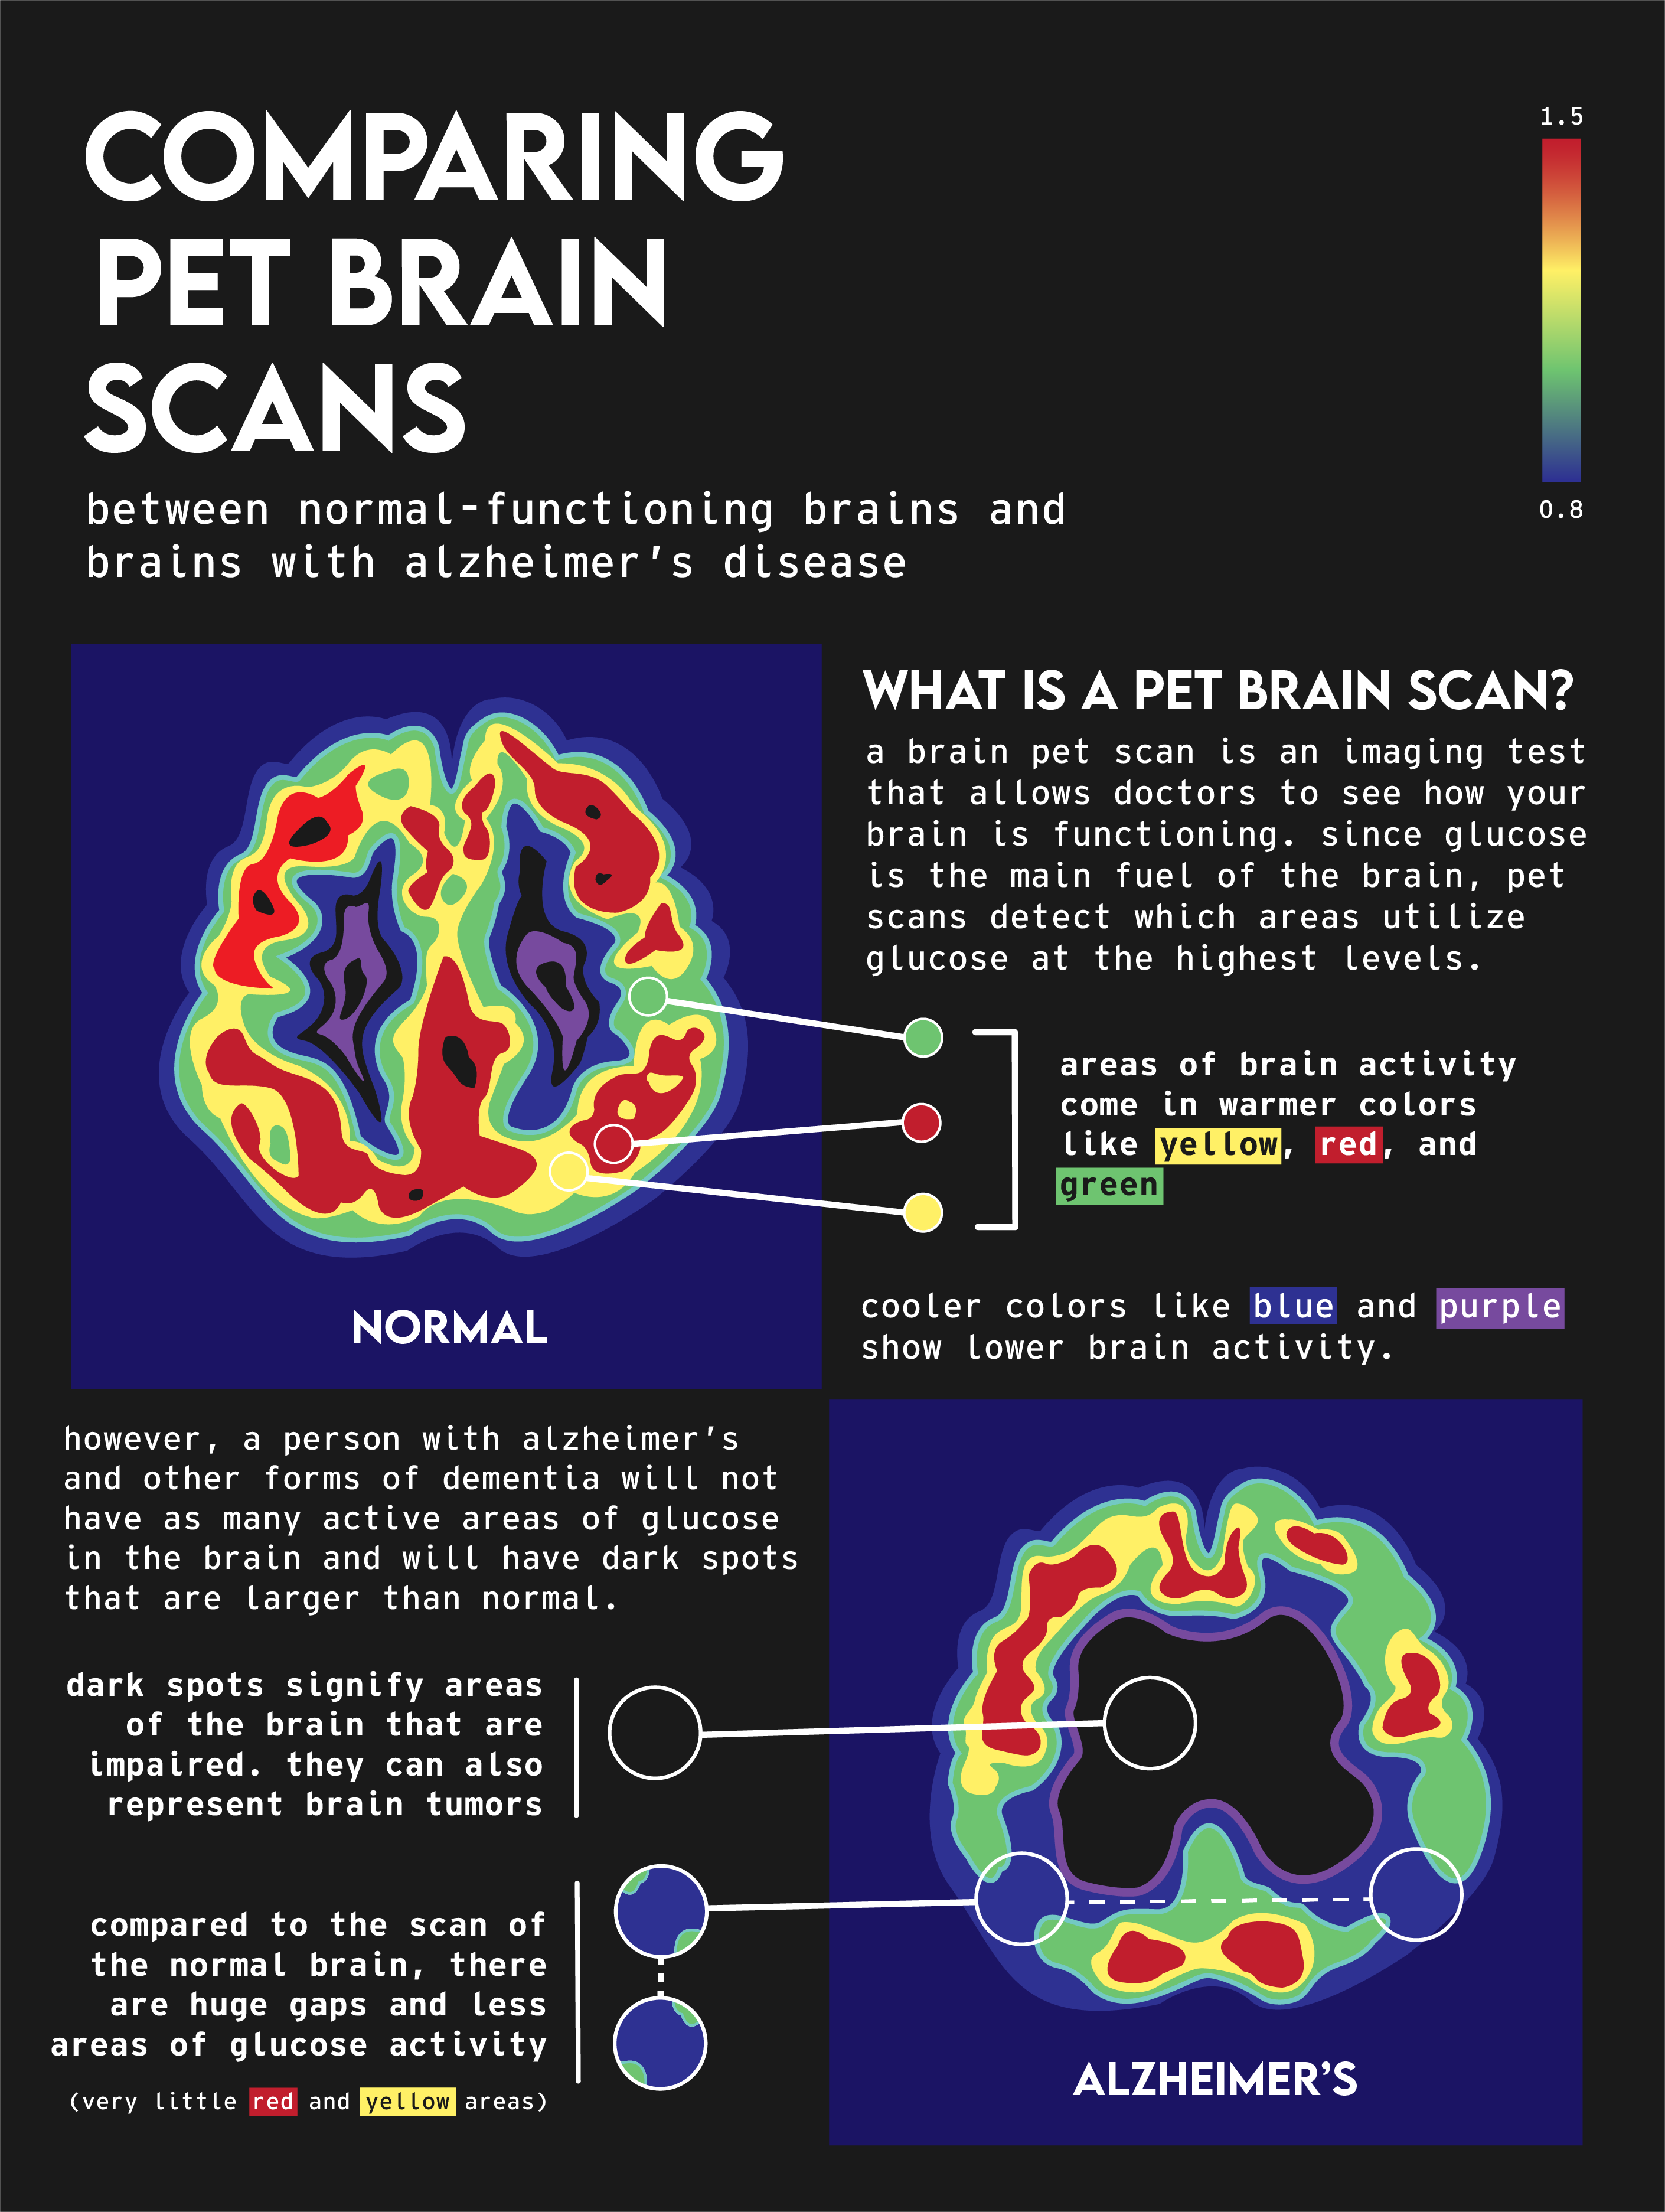 COMPARING
PET BRAIN
SCANS
between normal-functioning brains and
brains with alzheimer's disease
1.5
0.8
WHAT IS A PET BRAIN SCAN?
a brain pet scan is an imaging test
that allows doctors to see how your
brain is functioning. since glucose
is the main fuel of the brain, pet
scans detect which areas utilize
glucose at the highest levels.
areas of brain activity
come in warmer colors
like yellow, red, and
green
cooler colors like blue and purple
show lower brain activity.
NORMAL
however, a person with alzheimer's
and other forms of dementia will not
have as many active areas of glucose
in the brain and will have dark spots
that are larger than normal.
dark spots signify areas
of the brain that are
impaired. they can also
represent brain tumors
compared to the scan of
the normal brain, there
are huge gaps and less
areas of glucose activity
(very little red and yellow areas)
ALZHEIMER'S